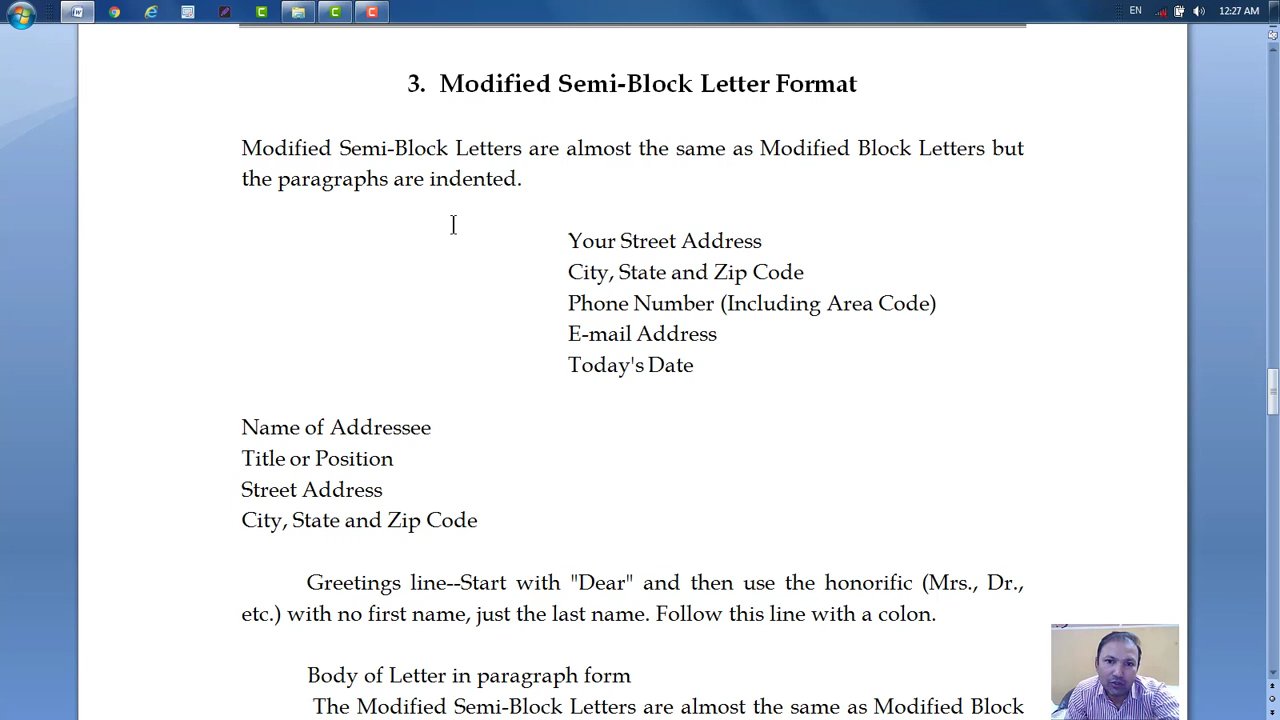 EN
12:27 AM
3. Modified Semi-Block Letter Format
Modified Semi-Block Letters are almost the same as Modified Block Letters but
the paragraphs are indented.
Your Street Address
City, State and Zip Code
Phone Number (Including Area Code)
E-mail Address
Today's Date
Name of Addressee
Title or Position
Street Address
City, State and Zip Code
Greetings line--Start with "Dear" and then use the honorific (Mrs., Dr.,
etc.) with no first name, just the last name. Follow this line with a colon.
Body of Letter in paragraph form
The Modified Semi-Block Letters are almost the same as Modified Block